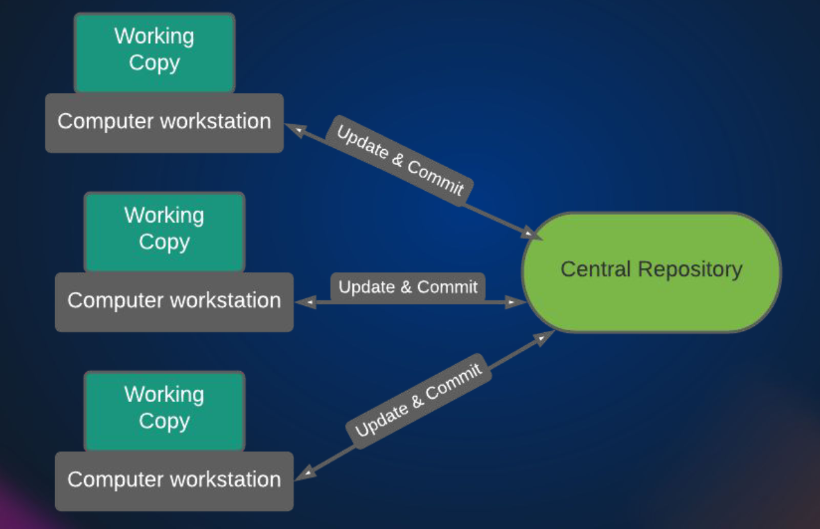 Working
Copy
Computer workstation
Update & Commit
Working
Copy
Computer workstation
Update & Commit
Central Repository
Working
Copy
Computer workstation
Update & Commit